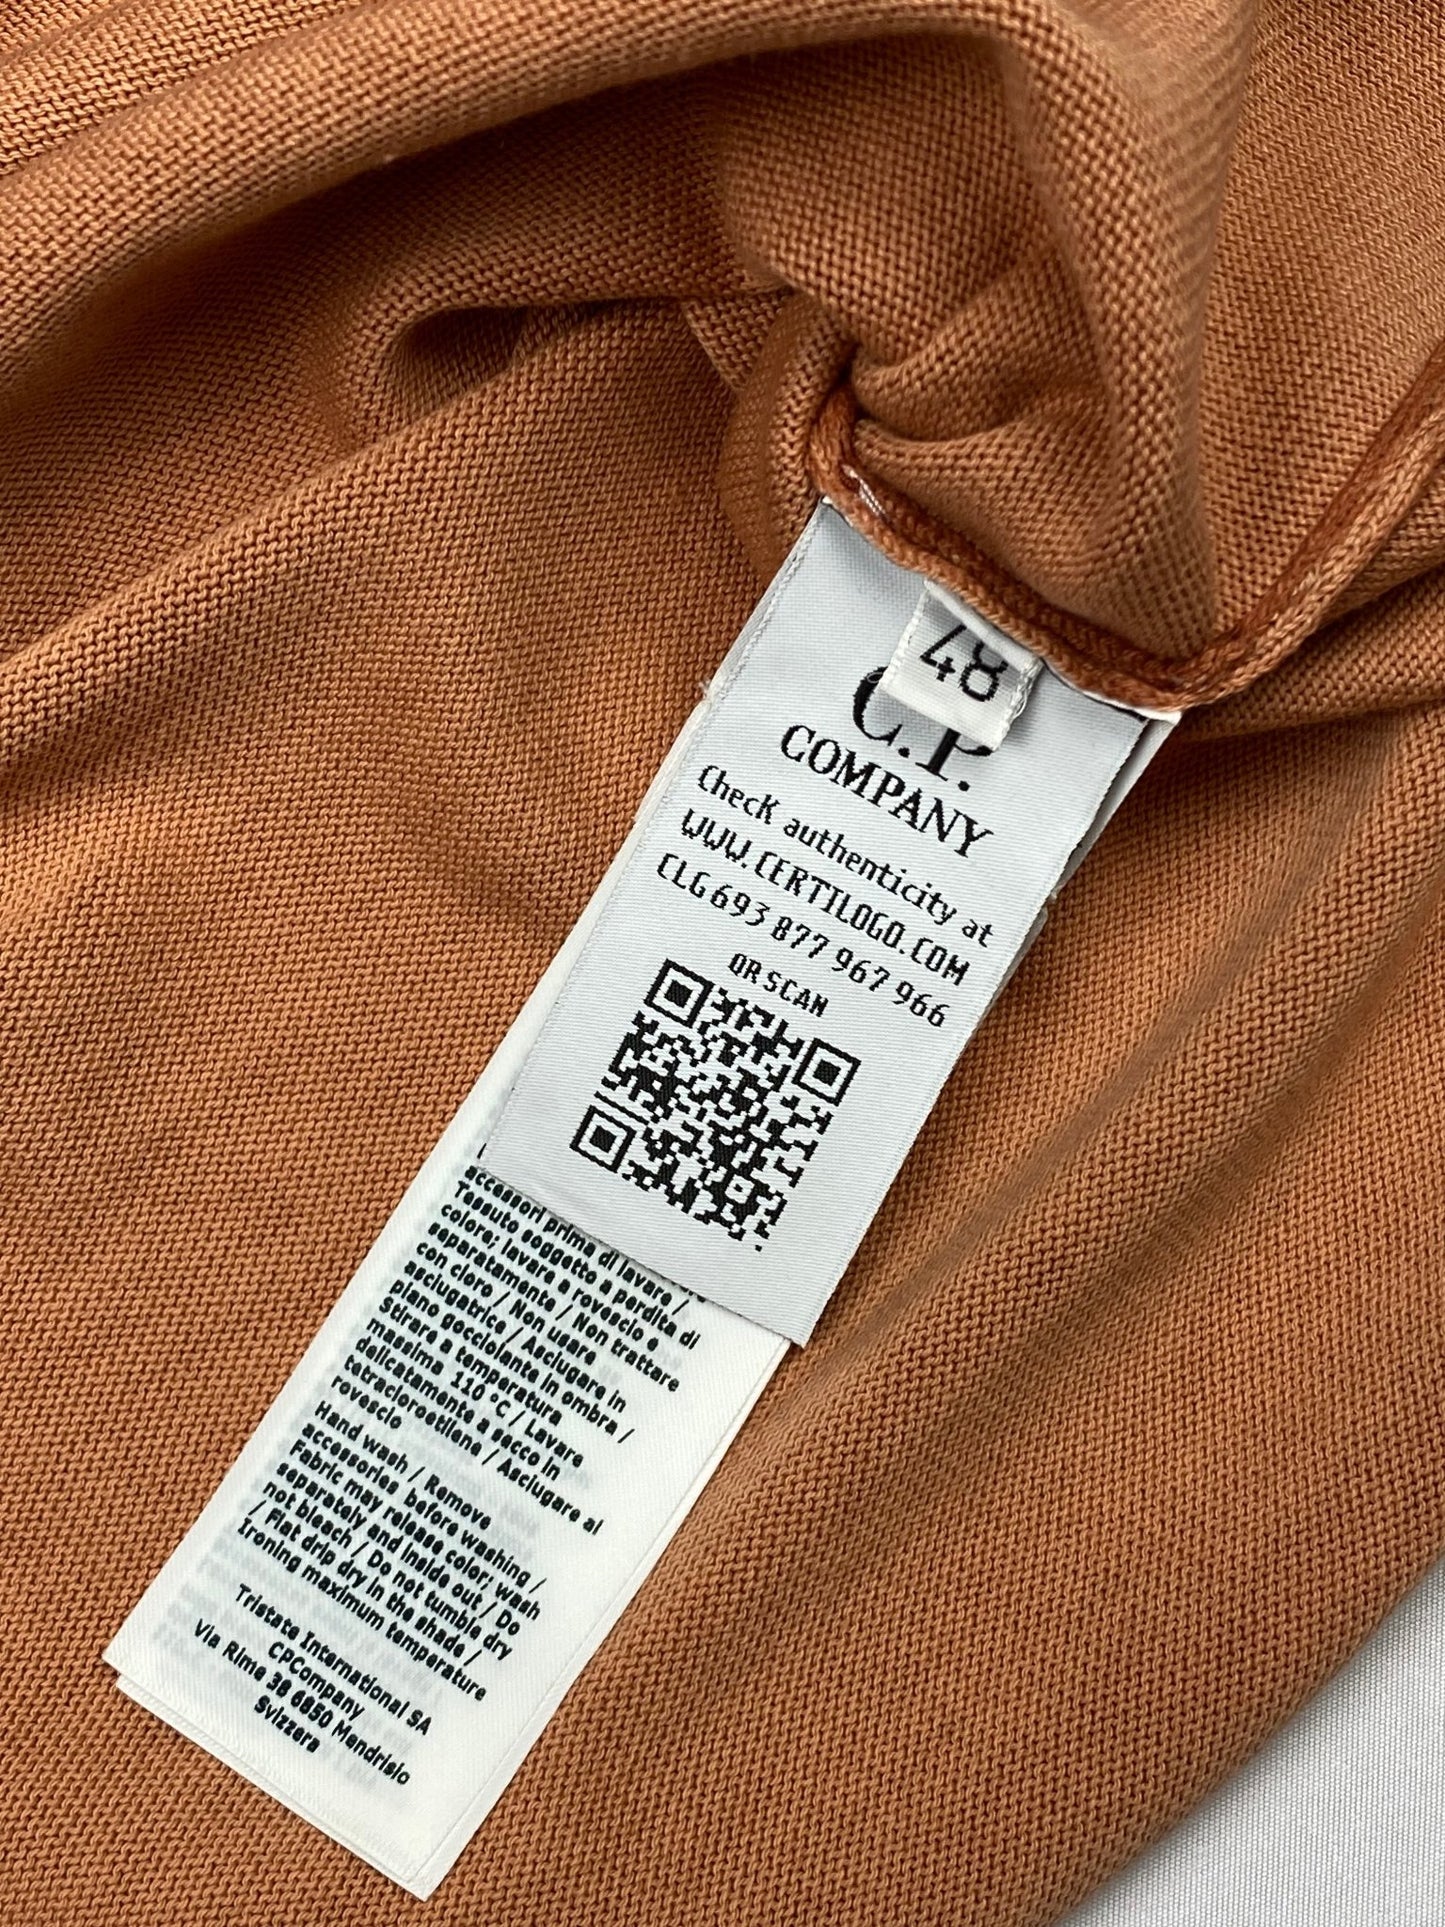 48
C.P.
COMPANY
Check authenticity at
WWW.CERTILOGO.COM
CLG 693 877 967 966
QR SCAN
accessori prima di lavare /
Tessuto soggetto a perdita di
colore; lavare a rovescio e
separatamente / Non trattare
con cloro / Non usare
asciugatrice / Asciugare in
piano gocciolante in ombra /
Stirare a temperatura
massima 110 °C / Lavare
delicatamente a secco in
tetracloroetilene / Asciugare al
rovescio
Hand wash / Remove
accessories before washing /
Fabric may release color; wash
separately and inside out / Do
not bleach / Do not tumble dry
/ Flat drip dry in the shade /
Ironing maximum temperature
Tristate International SA
CPCompany
Via Rime 38 6850 Mendrisio
Svizzera